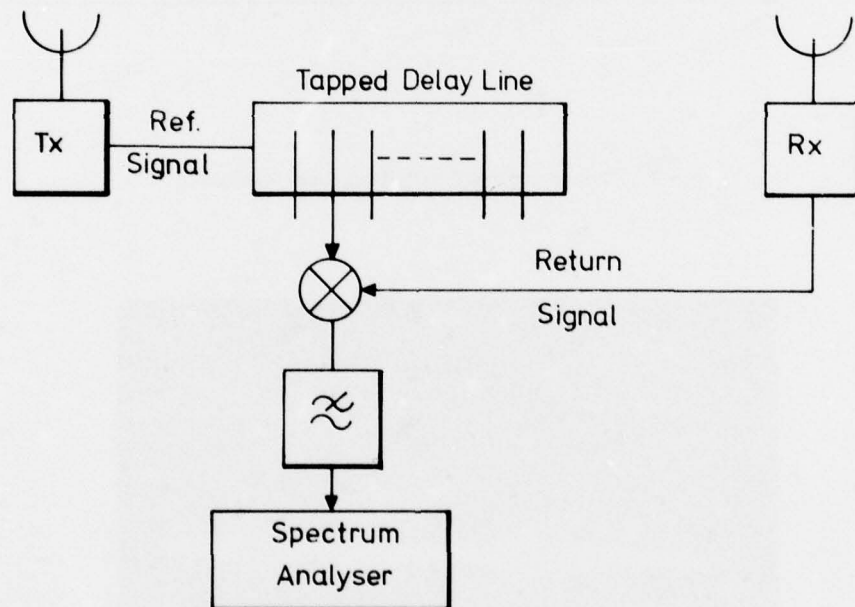 Tapped Delay Line
Tx
Ref.
Signal
Rx
Return
Signal
Spectrum
Analyser